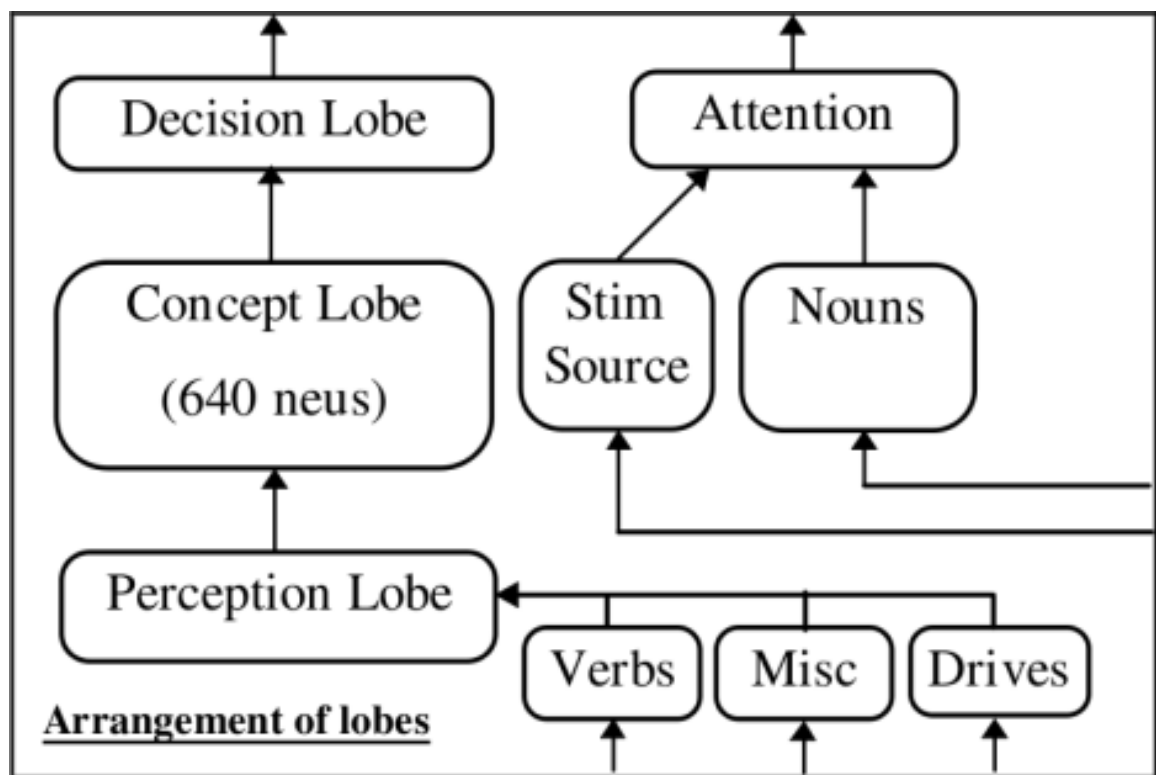 Decision Lobe
Attention
Concept Lobe
(640 neus)
Stim
Source
Nouns
Perception Lobe
Verbs
Misc
Drives
Arrangement of lobes